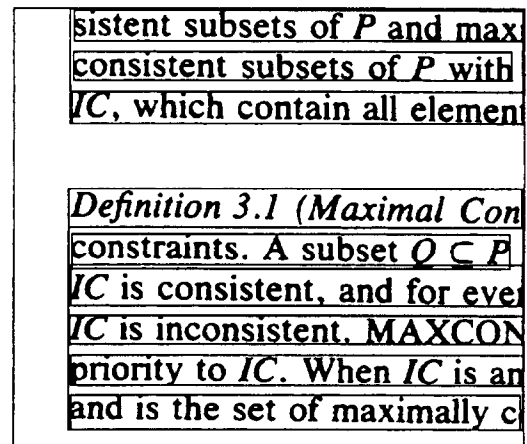 sistent subsets of P and max
consistent subsets of P with
IC, which contain all elemen
Definition 3.1 (Maximal Con
constraints. A subset Q ⊆ P
IC is consistent, and for ever
IC is inconsistent. MAXCON
priority to IC. When IC is an
and is the set of maximally c